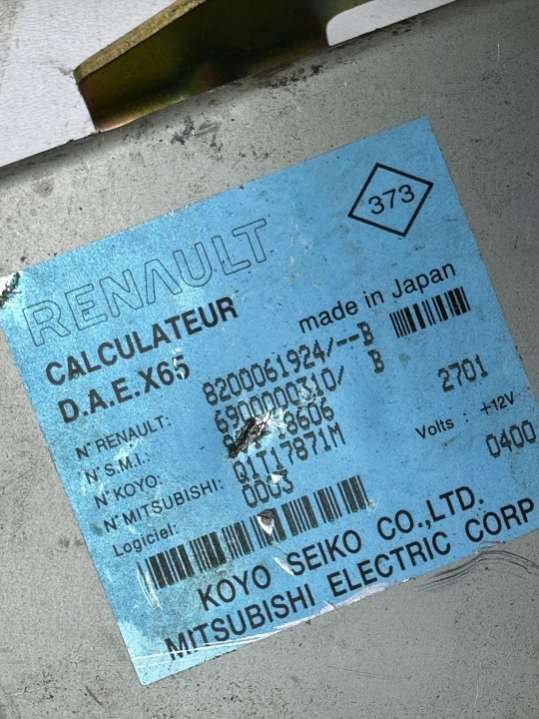 373
RENAULT
CALCULATEUR
made in Japan
D.A.E.X65
N° RENAULT: 8200061924/--B
N° S.M.I.: 6900000310/ B
2701
N° KOYO: 8606
N° MITSUBISHI: Q1T17871M
Volts : +12V
Logiciel: 0003
0400
KOYO SEIKO CO.,LTD.
MITSUBISHI ELECTRIC CORP